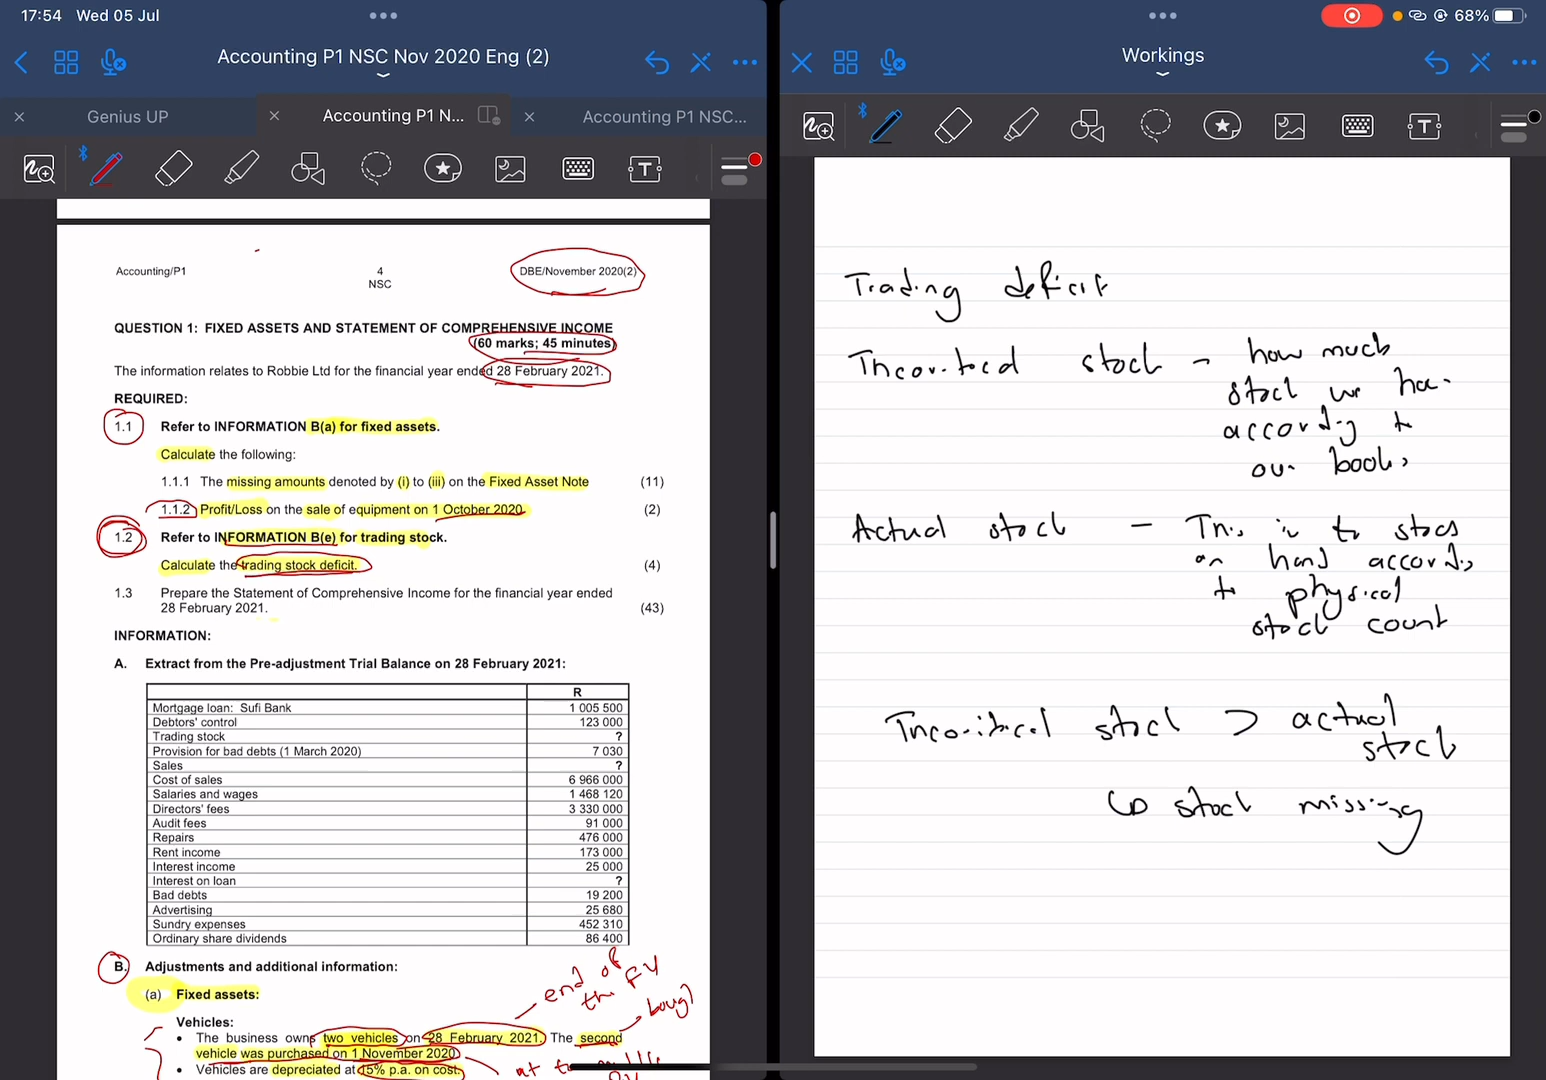 17:54 Wed 05 Jul
68%
Accounting P1 NSC Nov 2020 Eng (2)
Workings
Genius UP
Accounting P1 N...
Accounting P1 NSC...
Accounting/P1
4
NSC
DBE/November 2020(2)
QUESTION 1: FIXED ASSETS AND STATEMENT OF COMPREHENSIVE INCOME
(60 marks; 45 minutes)
The information relates to Robbie Ltd for the financial year ended 28 February 2021.
REQUIRED:
1.1 Refer to INFORMATION B(a) for fixed assets.
Calculate the following:
1.1.1 The missing amounts denoted by (i) to (iii) on the Fixed Asset Note (11)
1.1.2 Profit/Loss on the sale of equipment on 1 October 2020. (2)
1.2 Refer to INFORMATION B(e) for trading stock.
Calculate the trading stock deficit. (4)
1.3 Prepare the Statement of Comprehensive Income for the financial year ended
28 February 2021. (43)
INFORMATION:
A. Extract from the Pre-adjustment Trial Balance on 28 February 2021:
R
Mortgage loan: Sufi Bank 1 005 500
Debtors' control 123 000
Trading stock ?
Provision for bad debts (1 March 2020) 7 030
Sales ?
Cost of sales 6 966 000
Salaries and wages 1 468 120
Directors' fees 3 330 000
Audit fees 91 000
Repairs 476 000
Rent income 173 000
Interest income 25 000
Interest on loan ?
Bad debts 19 200
Advertising 25 680
Sundry expenses 452 310
Ordinary share dividends 86 400
B. Adjustments and additional information:
(a) Fixed assets:
end of
the FY
Vehicles:
• The business owns two vehicles on 28 February 2021. The second
vehicle was purchased on 1 November 2020.
• Vehicles are depreciated at 15% p.a. on cost.
Trading deficit
stock - how much
stock we
according to
our books
Actual stock - This is to stock
on hand accordg
to physical
stock count
stock > actual
stock
↳ stock missing